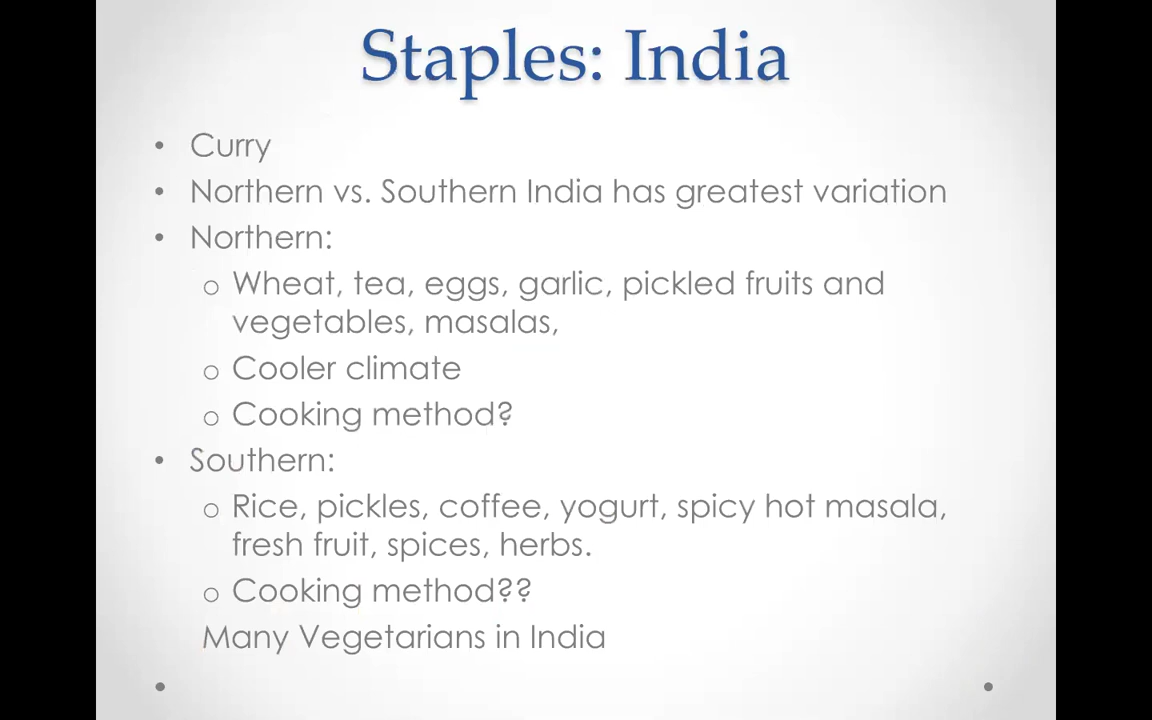 Staples: India
• Curry
• Northern vs. Southern India has greatest variation
• Northern:
o Wheat, tea, eggs, garlic, pickled fruits and
vegetables, masalas,
o Cooler climate
o Cooking method?
• Southern:
o Rice, pickles, coffee, yogurt, spicy hot masala,
fresh fruit, spices, herbs.
o Cooking method??
Many Vegetarians in India